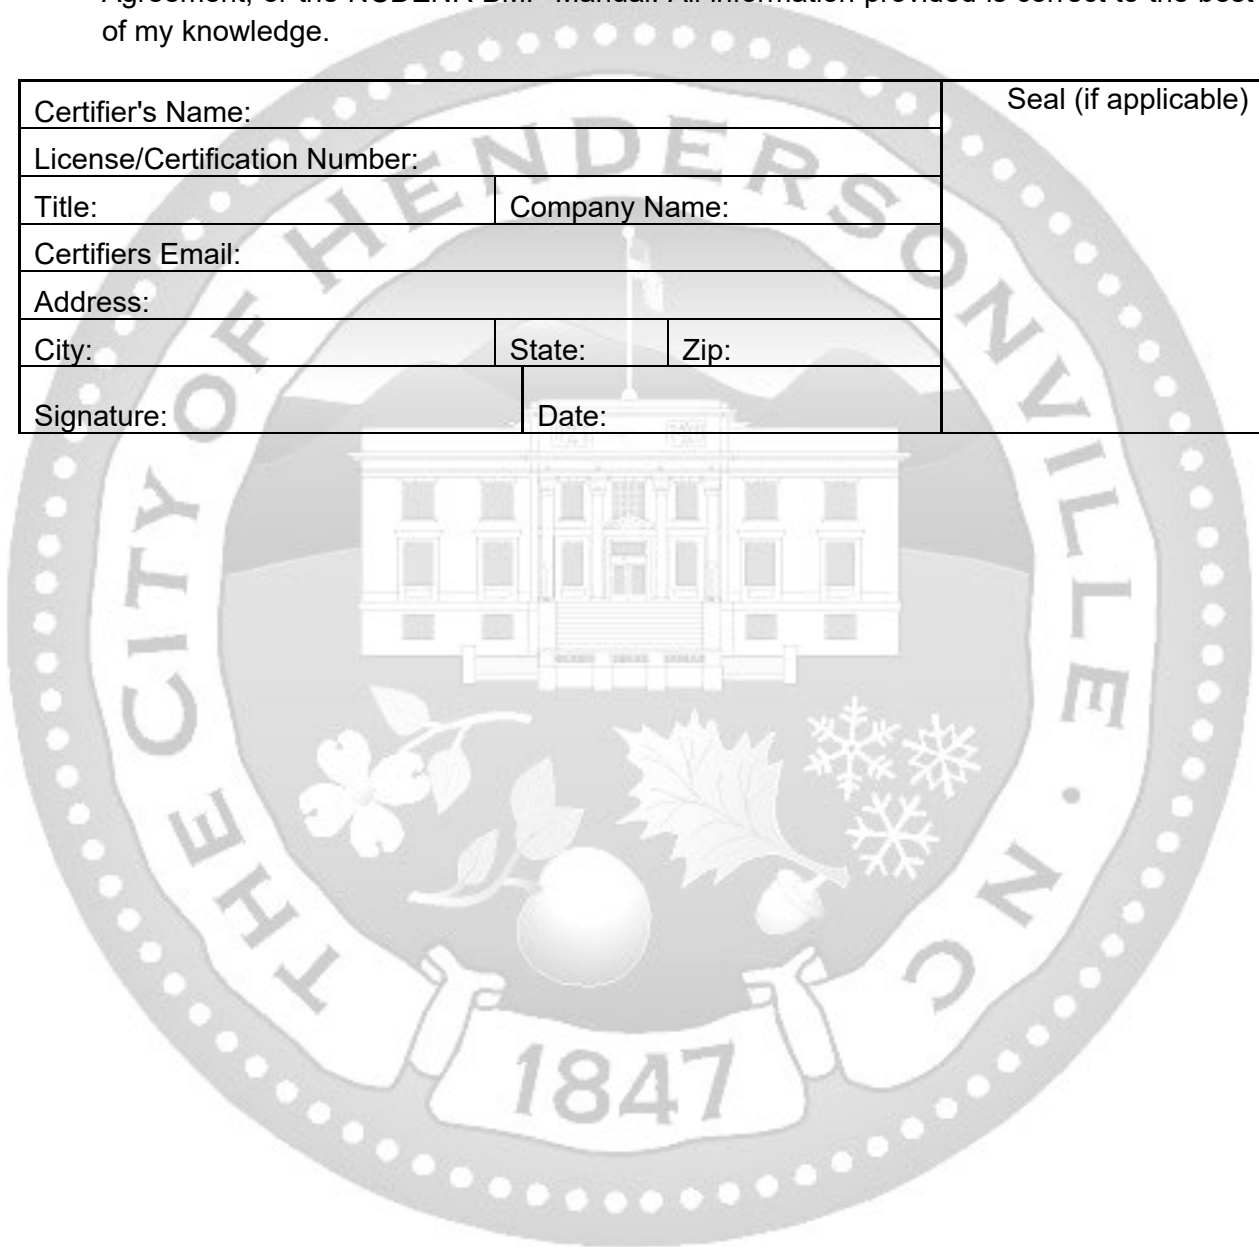 Agreement, or the NCDENR BMP Manual. All information provided is correct to the best
of my knowledge.
Certifier's Name:
Seal (if applicable)
License/Certification Number:
Title: Company Name:
Certifiers Email:
Address:
City: State: Zip:
Signature: Date:
THE CITY OF HENDERSONVILLE • NC
1847